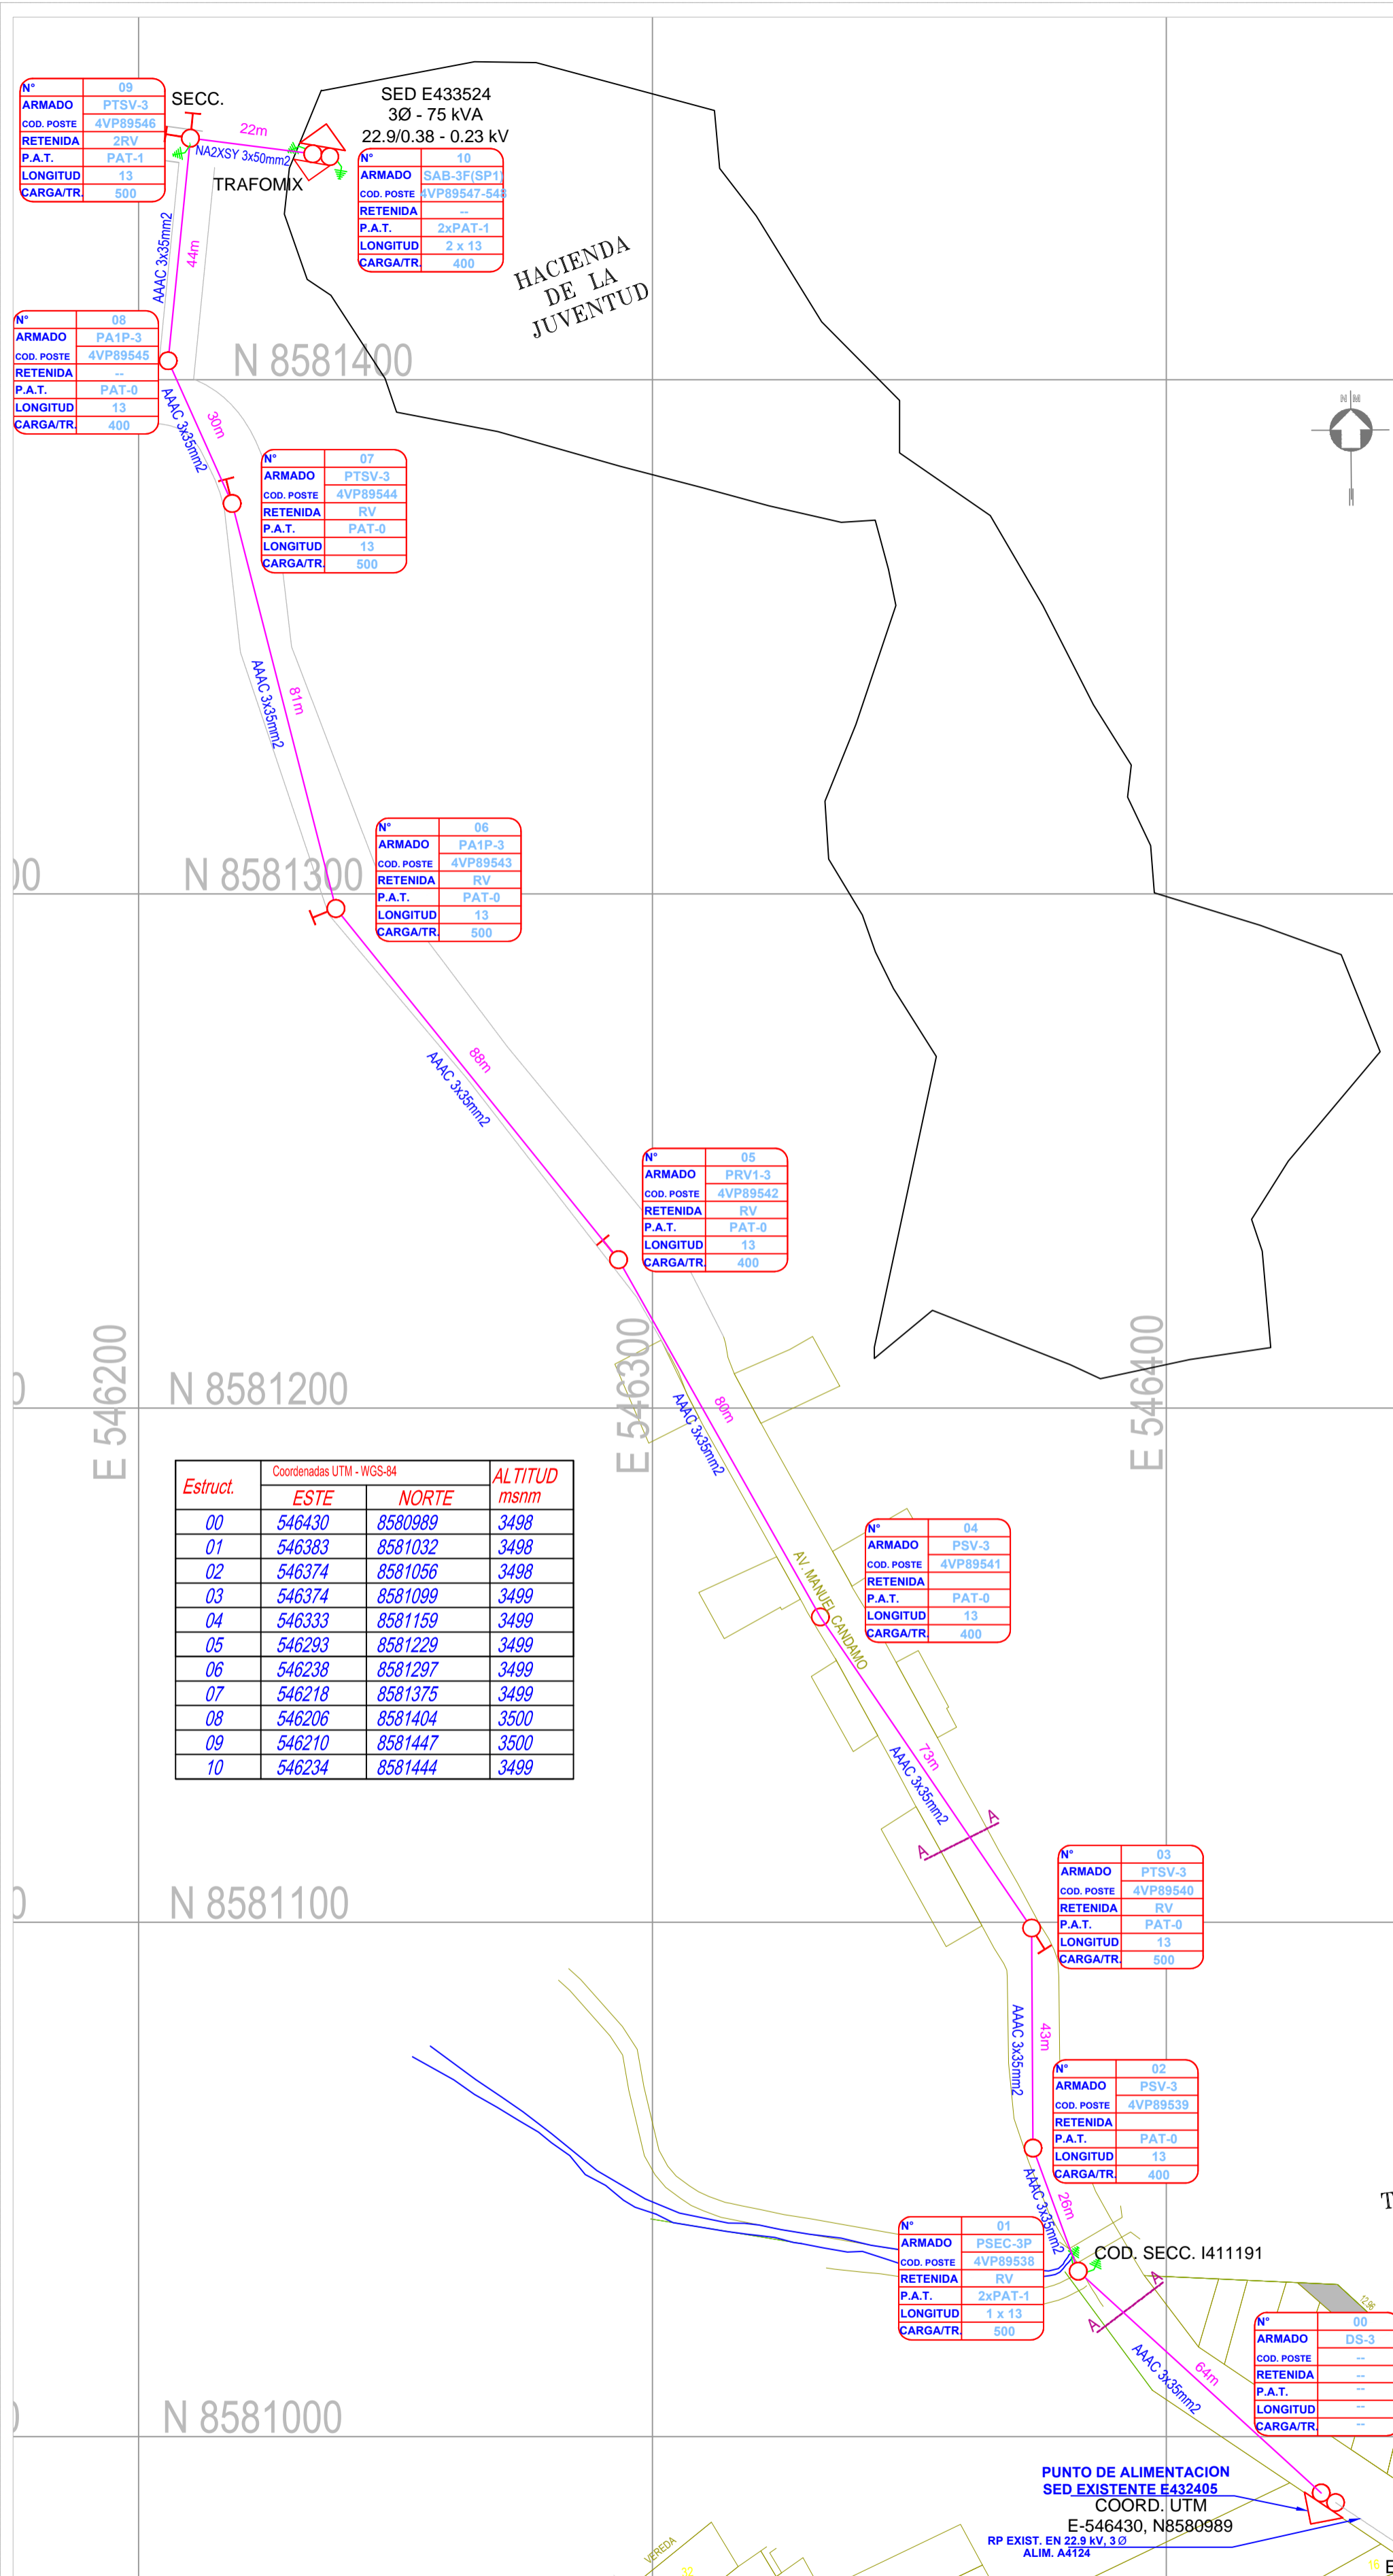 N° 09
ARMADO PTSV-3
COD. POSTE 4VP89546
RETENIDA 2RV
P.A.T. PAT-1
LONGITUD 13
CARGA/TR. 500
SECC.
22m
NA2XSY 3x50mm2
TRAFOMIX
SED E433524
3Ø - 75 kVA
22.9/0.38 - 0.23 kV
N° 10
ARMADO SAB-3F(SP1)
COD. POSTE 4VP89547-548
RETENIDA --
P.A.T. 2xPAT-1
LONGITUD 2 x 13
CARGA/TR. 400
HACIENDA
DE LA
JUVENTUD
AAAC 3x35mm2
44m
N° 08
ARMADO PA1P-3
COD. POSTE 4VP89545
RETENIDA --
P.A.T. PAT-0
LONGITUD 13
CARGA/TR. 400
N 8581400
AAAC 3x35mm2
30m
N M
N° 07
ARMADO PTSV-3
COD. POSTE 4VP89544
RETENIDA RV
P.A.T. PAT-0
LONGITUD 13
CARGA/TR. 500
AAAC 3x35mm2
81m
N° 06
ARMADO PA1P-3
COD. POSTE 4VP89543
RETENIDA RV
P.A.T. PAT-0
LONGITUD 13
CARGA/TR. 500
00
N 8581300
AAAC 3x35mm2
88m
N° 05
ARMADO PRV1-3
COD. POSTE 4VP89542
RETENIDA RV
P.A.T. PAT-0
LONGITUD 13
CARGA/TR. 400
E 546200
E 546300
E 546400
0
N 8581200
AAAC 3x35mm2
80m
Estruct. Coordenadas UTM - WGS-84 ALTITUD
ESTE NORTE msnm
00 546430 8580989 3498
01 546383 8581032 3498
02 546374 8581056 3498
03 546374 8581099 3499
04 546333 8581159 3499
05 546293 8581229 3499
06 546238 8581297 3499
07 546218 8581375 3499
08 546206 8581404 3500
09 546210 8581447 3500
10 546234 8581444 3499
N° 04
ARMADO PSV-3
COD. POSTE 4VP89541
RETENIDA
P.A.T. PAT-0
LONGITUD 13
CARGA/TR. 400
AV. MANUEL CANDAMO
AAAC 3x35mm2
73m
A
A
N° 03
ARMADO PTSV-3
COD. POSTE 4VP89540
RETENIDA RV
P.A.T. PAT-0
LONGITUD 13
CARGA/TR. 500
0
N 8581100
AAAC 3x35mm2
43m
N° 02
ARMADO PSV-3
COD. POSTE 4VP89539
RETENIDA
P.A.T. PAT-0
LONGITUD 13
CARGA/TR. 400
AAAC 3x35mm2
26m
T
N° 01
ARMADO PSEC-3P
COD. POSTE 4VP89538
RETENIDA RV
P.A.T. 2xPAT-1
LONGITUD 1 x 13
CARGA/TR. 500
COD. SECC. I411191
A
A
12.96
N° 00
ARMADO DS-3
COD. POSTE --
RETENIDA --
P.A.T. --
LONGITUD --
CARGA/TR. --
AAAC 3x35mm2
64m
0
N 8581000
PUNTO DE ALIMENTACION
SED EXISTENTE E432405
COORD. UTM
E-546430, N8580989
RP EXIST. EN 22.9 kV, 3Ø
ALIM. A4124
VEREDA
32
16
E